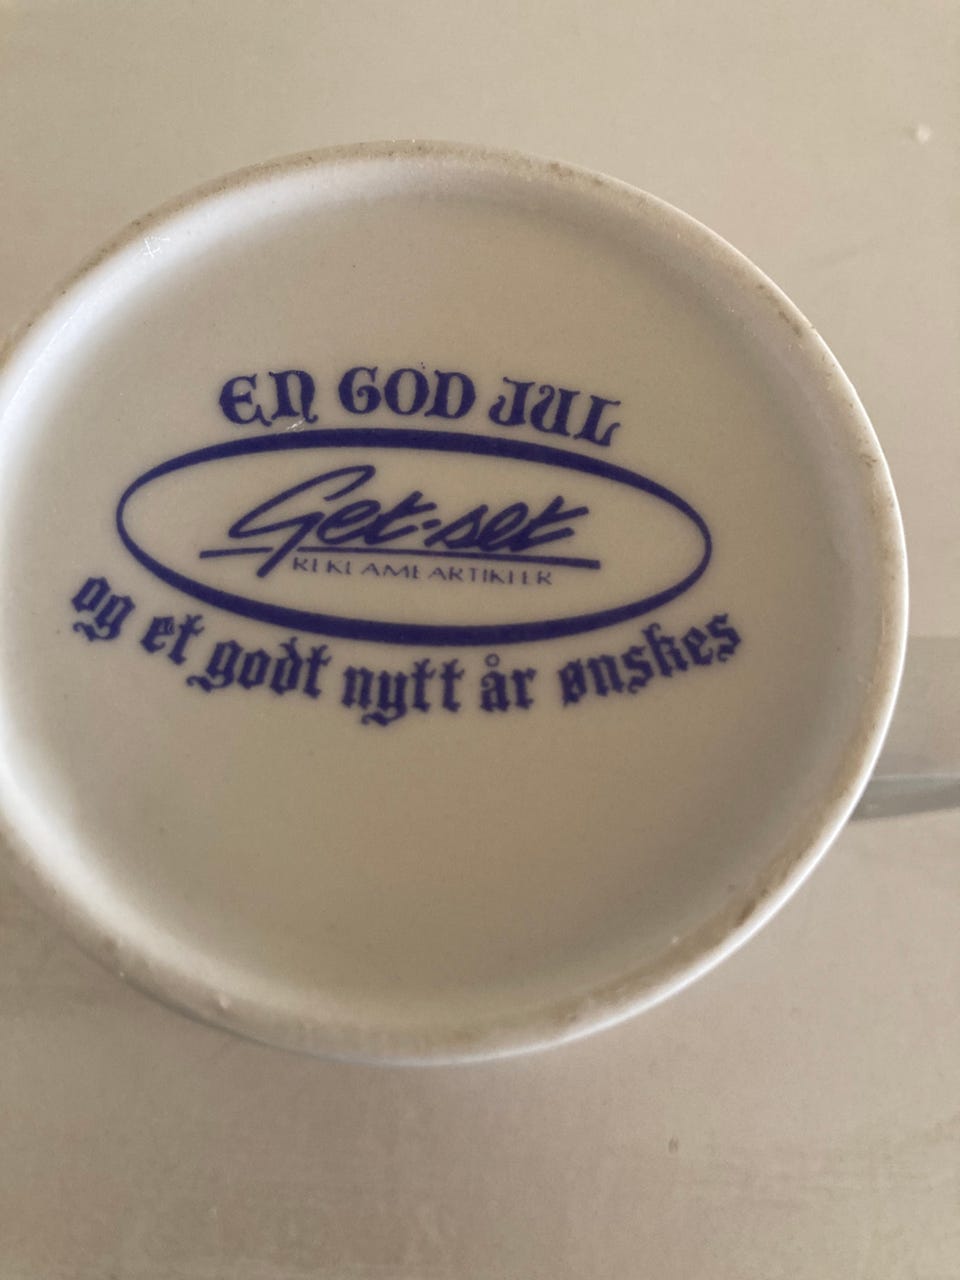 EN GOD JUL
Get-set
REKLAMEARTIKLER
og et godt nytt år ønskes